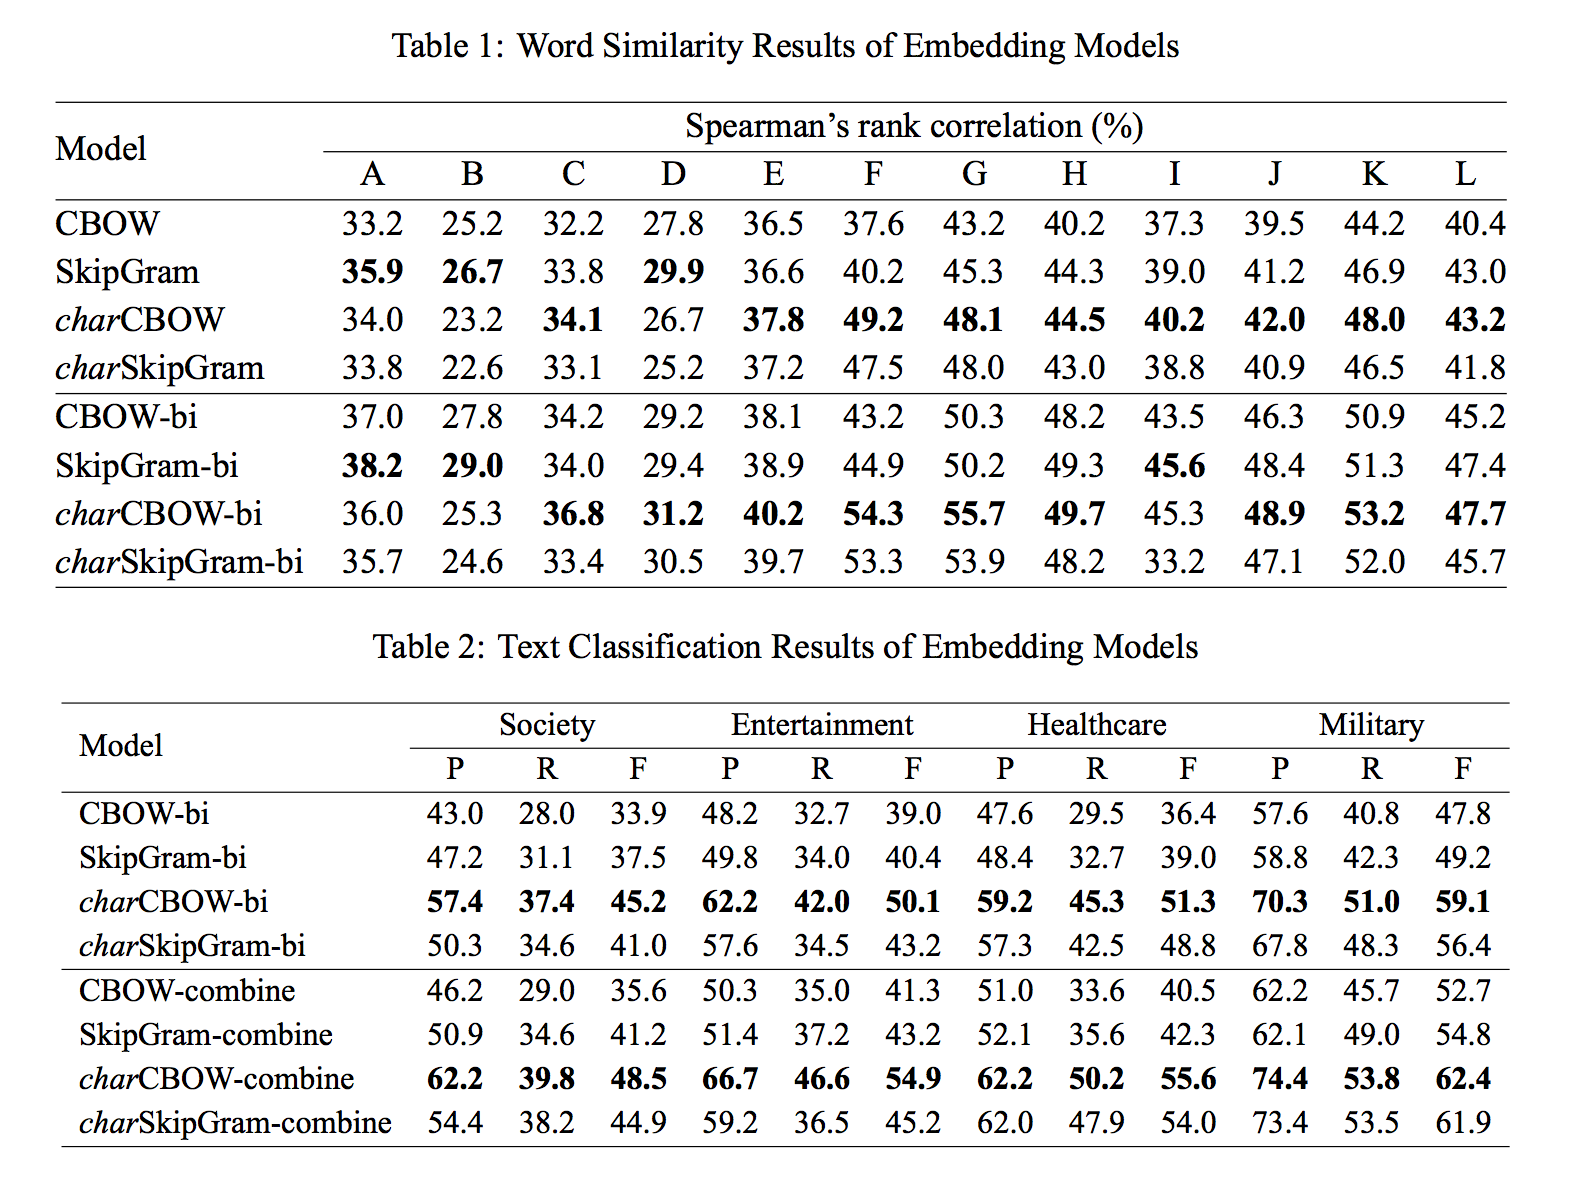 Table 1: Word Similarity Results of Embedding Models
Model
Spearman’s rank correlation (%)
A B C D E F G H I J K L
CBOW 33.2 25.2 32.2 27.8 36.5 37.6 43.2 40.2 37.3 39.5 44.2 40.4
SkipGram 35.9 26.7 33.8 29.9 36.6 40.2 45.3 44.3 39.0 41.2 46.9 43.0
charCBOW 34.0 23.2 34.1 26.7 37.8 49.2 48.1 44.5 40.2 42.0 48.0 43.2
charSkipGram 33.8 22.6 33.1 25.2 37.2 47.5 48.0 43.0 38.8 40.9 46.5 41.8
CBOW-bi 37.0 27.8 34.2 29.2 38.1 43.2 50.3 48.2 43.5 46.3 50.9 45.2
SkipGram-bi 38.2 29.0 34.0 29.4 38.9 44.9 50.2 49.3 45.6 48.4 51.3 47.4
charCBOW-bi 36.0 25.3 36.8 31.2 40.2 54.3 55.7 49.7 45.3 48.9 53.2 47.7
charSkipGram-bi 35.7 24.6 33.4 30.5 39.7 53.3 53.9 48.2 33.2 47.1 52.0 45.7
Table 2: Text Classification Results of Embedding Models
Model
Society Entertainment Healthcare Military
P R F P R F P R F P R F
CBOW-bi 43.0 28.0 33.9 48.2 32.7 39.0 47.6 29.5 36.4 57.6 40.8 47.8
SkipGram-bi 47.2 31.1 37.5 49.8 34.0 40.4 48.4 32.7 39.0 58.8 42.3 49.2
charCBOW-bi 57.4 37.4 45.2 62.2 42.0 50.1 59.2 45.3 51.3 70.3 51.0 59.1
charSkipGram-bi 50.3 34.6 41.0 57.6 34.5 43.2 57.3 42.5 48.8 67.8 48.3 56.4
CBOW-combine 46.2 29.0 35.6 50.3 35.0 41.3 51.0 33.6 40.5 62.2 45.7 52.7
SkipGram-combine 50.9 34.6 41.2 51.4 37.2 43.2 52.1 35.6 42.3 62.1 49.0 54.8
charCBOW-combine 62.2 39.8 48.5 66.7 46.6 54.9 62.2 50.2 55.6 74.4 53.8 62.4
charSkipGram-combine 54.4 38.2 44.9 59.2 36.5 45.2 62.0 47.9 54.0 73.4 53.5 61.9